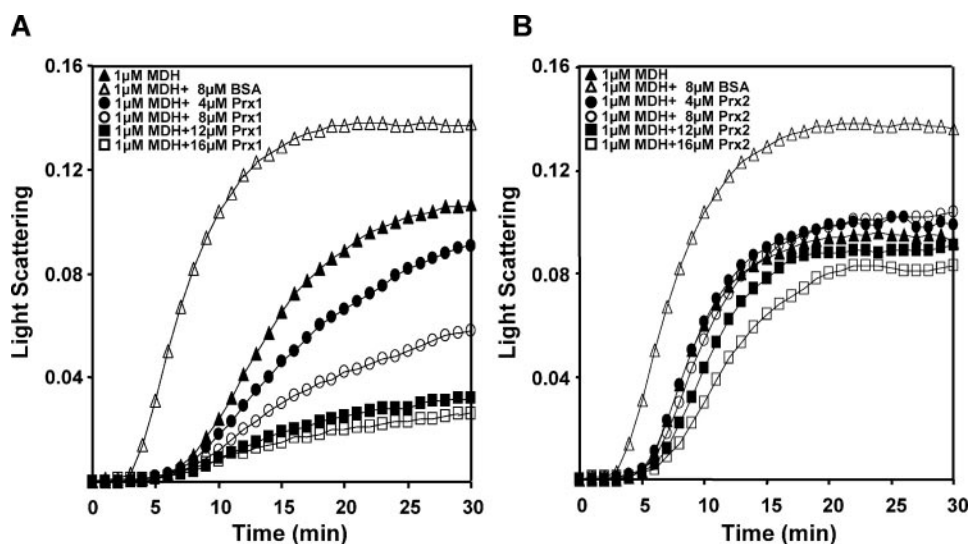 A
0.16
0.12
0.08
0.04
Light Scattering
▲ 1µM MDH
△ 1µM MDH+ 8µM BSA
● 1µM MDH+ 4µM Prx1
○ 1µM MDH+ 8µM Prx1
■ 1µM MDH+12µM Prx1
□ 1µM MDH+16µM Prx1
0 5 10 15 20 25 30
Time (min)
B
0.16
0.12
0.08
0.04
Light Scattering
▲ 1µM MDH
△ 1µM MDH+ 8µM BSA
● 1µM MDH+ 4µM Prx2
○ 1µM MDH+ 8µM Prx2
■ 1µM MDH+12µM Prx2
□ 1µM MDH+16µM Prx2
0 5 10 15 20 25 30
Time (min)